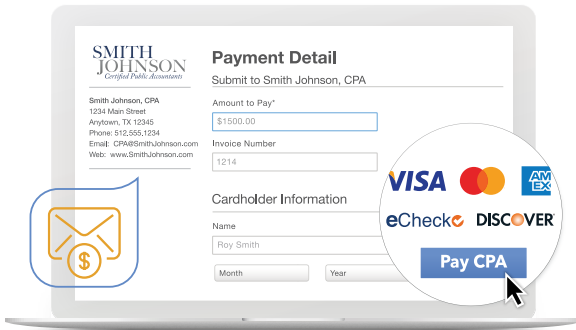 SMITH
JOHNSON
Certified Public Accountants
Smith Johnson, CPA
1234 Main Street
Anytown, TX 12345
Phone: 512,555,1234
Email: CPA@SmithJohnson.com
Web: www.SmithJohnson.com
Payment Detail
Submit to Smith Johnson, CPA
Amount to Pay*
$1500.00
Invoice Number
1214
Cardholder Information
Name
Roy Smith
Month
Year
VISA
AM
EX
eCheck
DISCOVER
Pay CPA
$